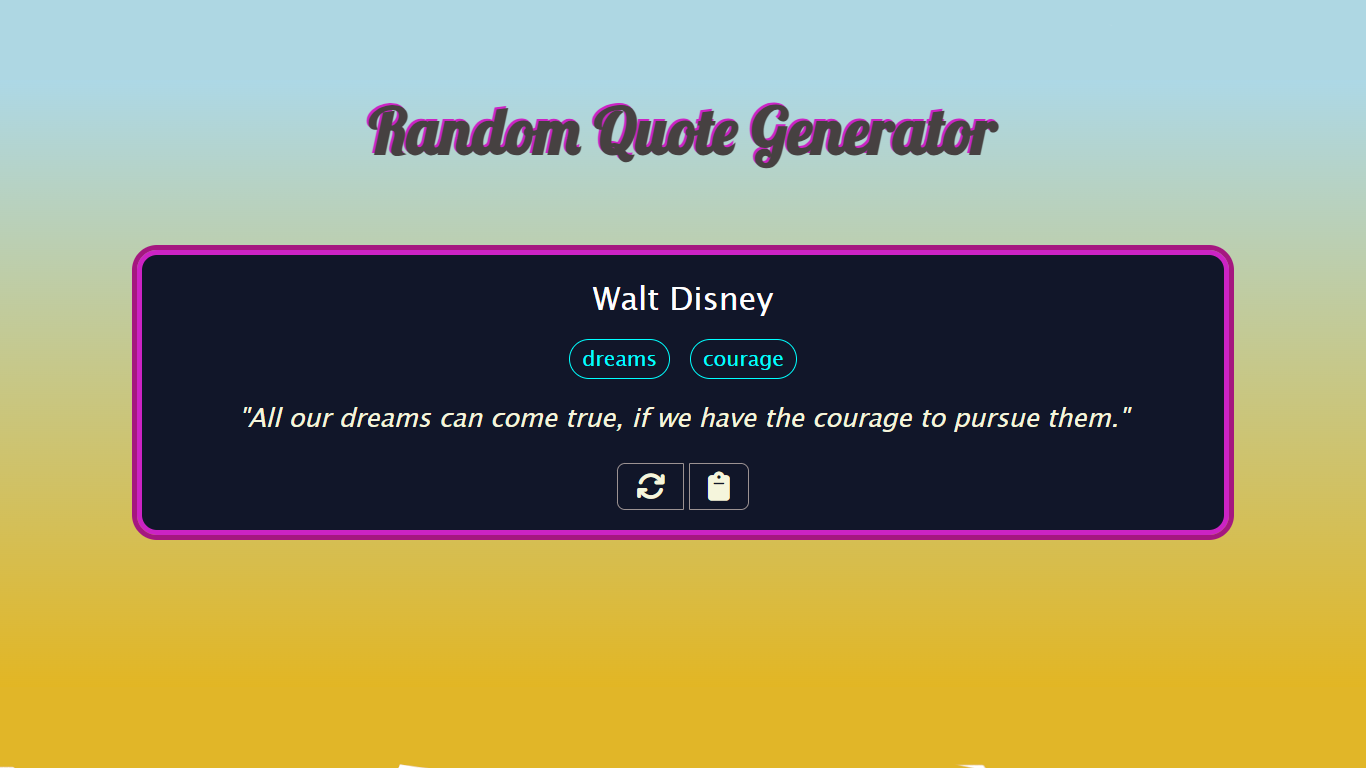 Random Quote Generator
Walt Disney
dreams courage
"All our dreams can come true, if we have the courage to pursue them."